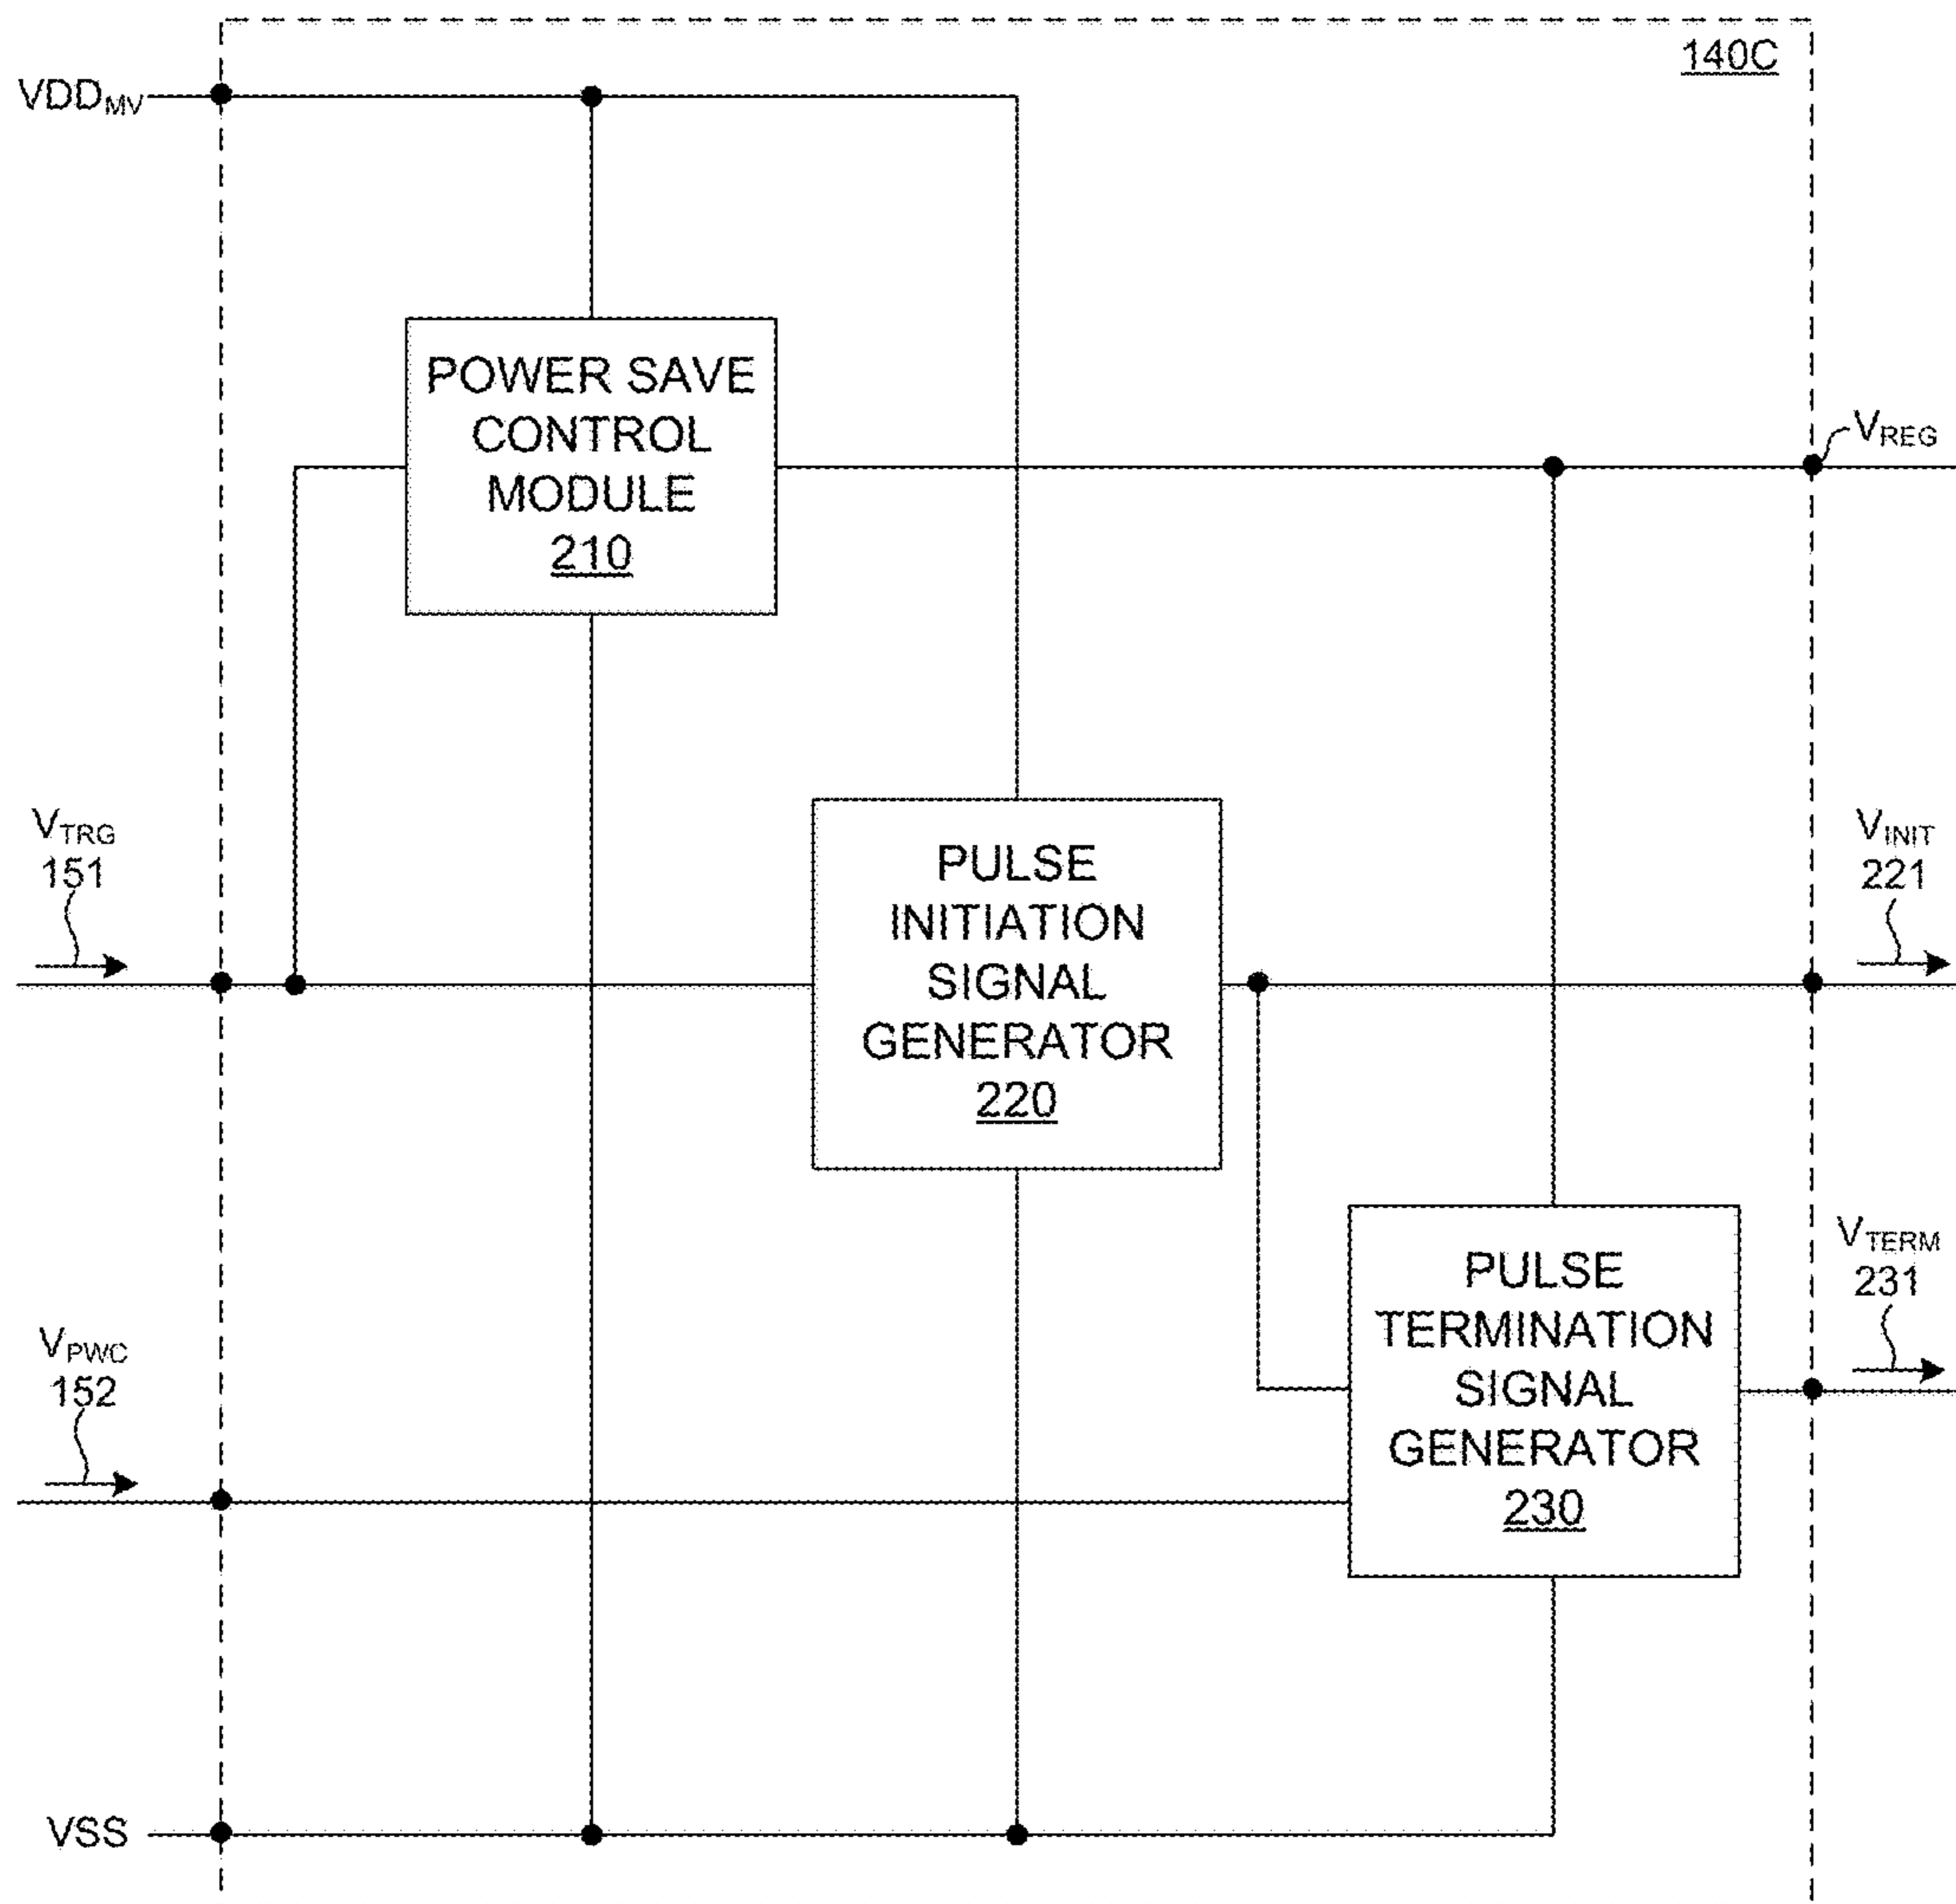 140C
VDDMV
POWER SAVE
CONTROL
MODULE
210
VREG
VTRG
151
PULSE
INITIATION
SIGNAL
GENERATOR
220
VINIT
221
VPWC
152
PULSE
TERMINATION
SIGNAL
GENERATOR
230
VTERM
231
VSS